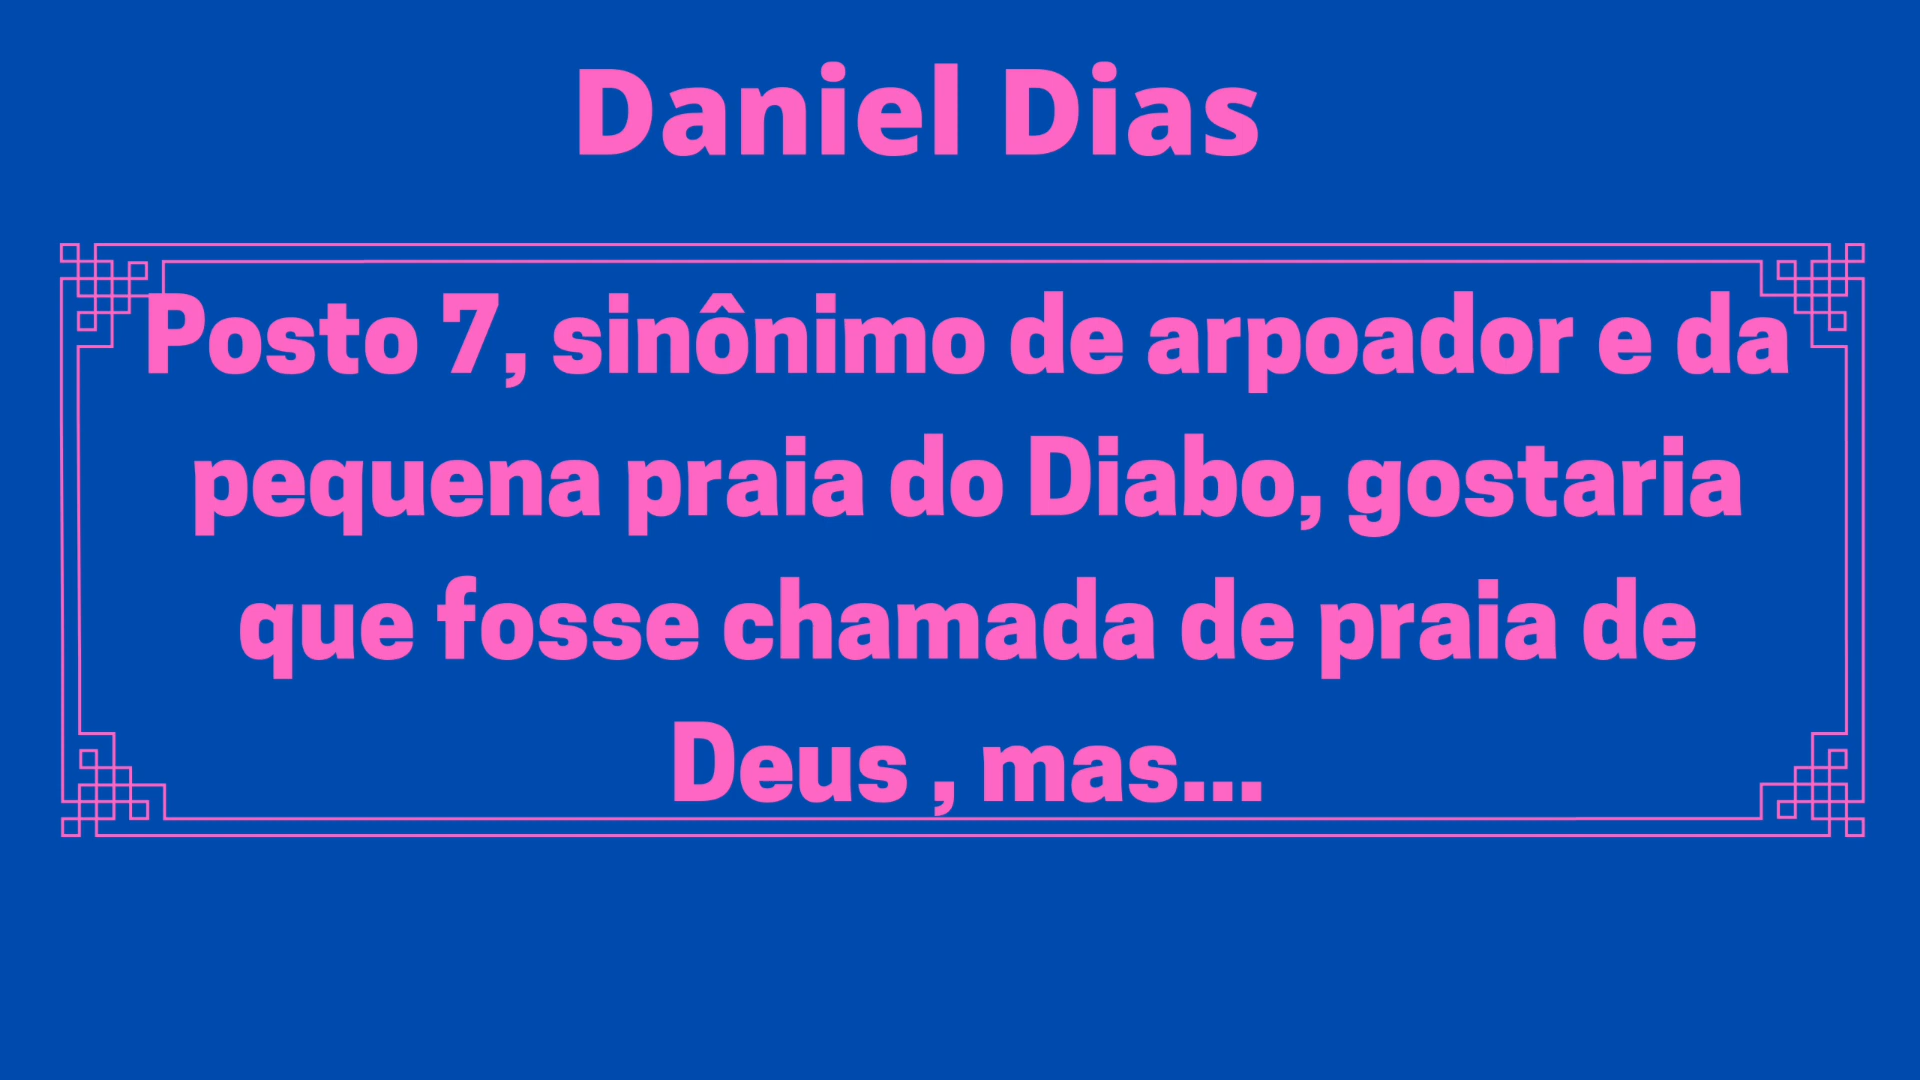 Daniel Dias
Posto 7, sinônimo de arpoador e da
pequena praia do Diabo, gostaria
que fosse chamada de praia de
Deus , mas...